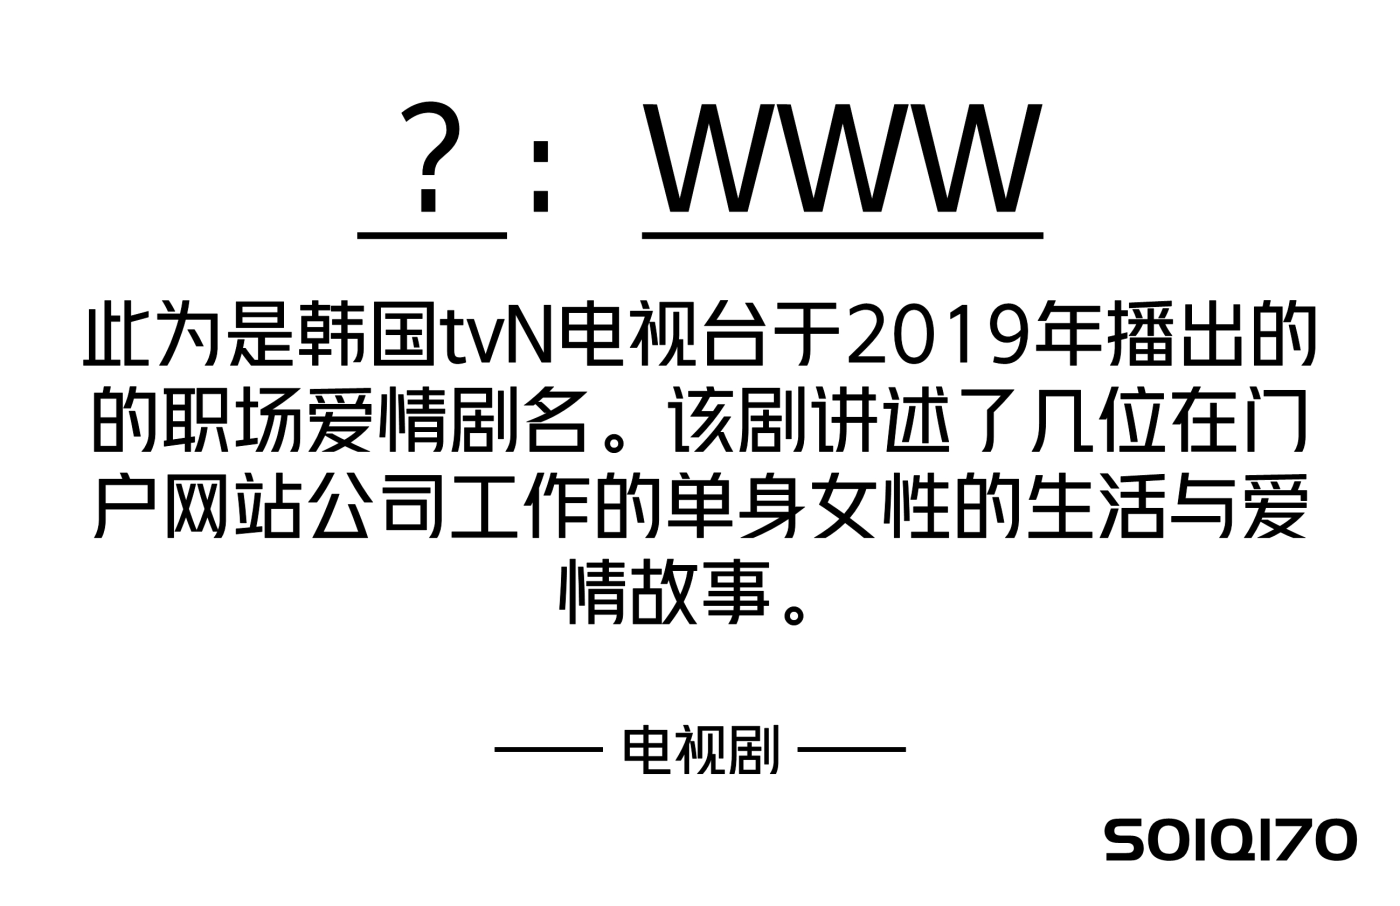 ？：WWW
此为是韩国tvN电视台于2019年播出的
的职场爱情剧名。该剧讲述了几位在门
户网站公司工作的单身女性的生活与爱
情故事。
电视剧
SOIQI70